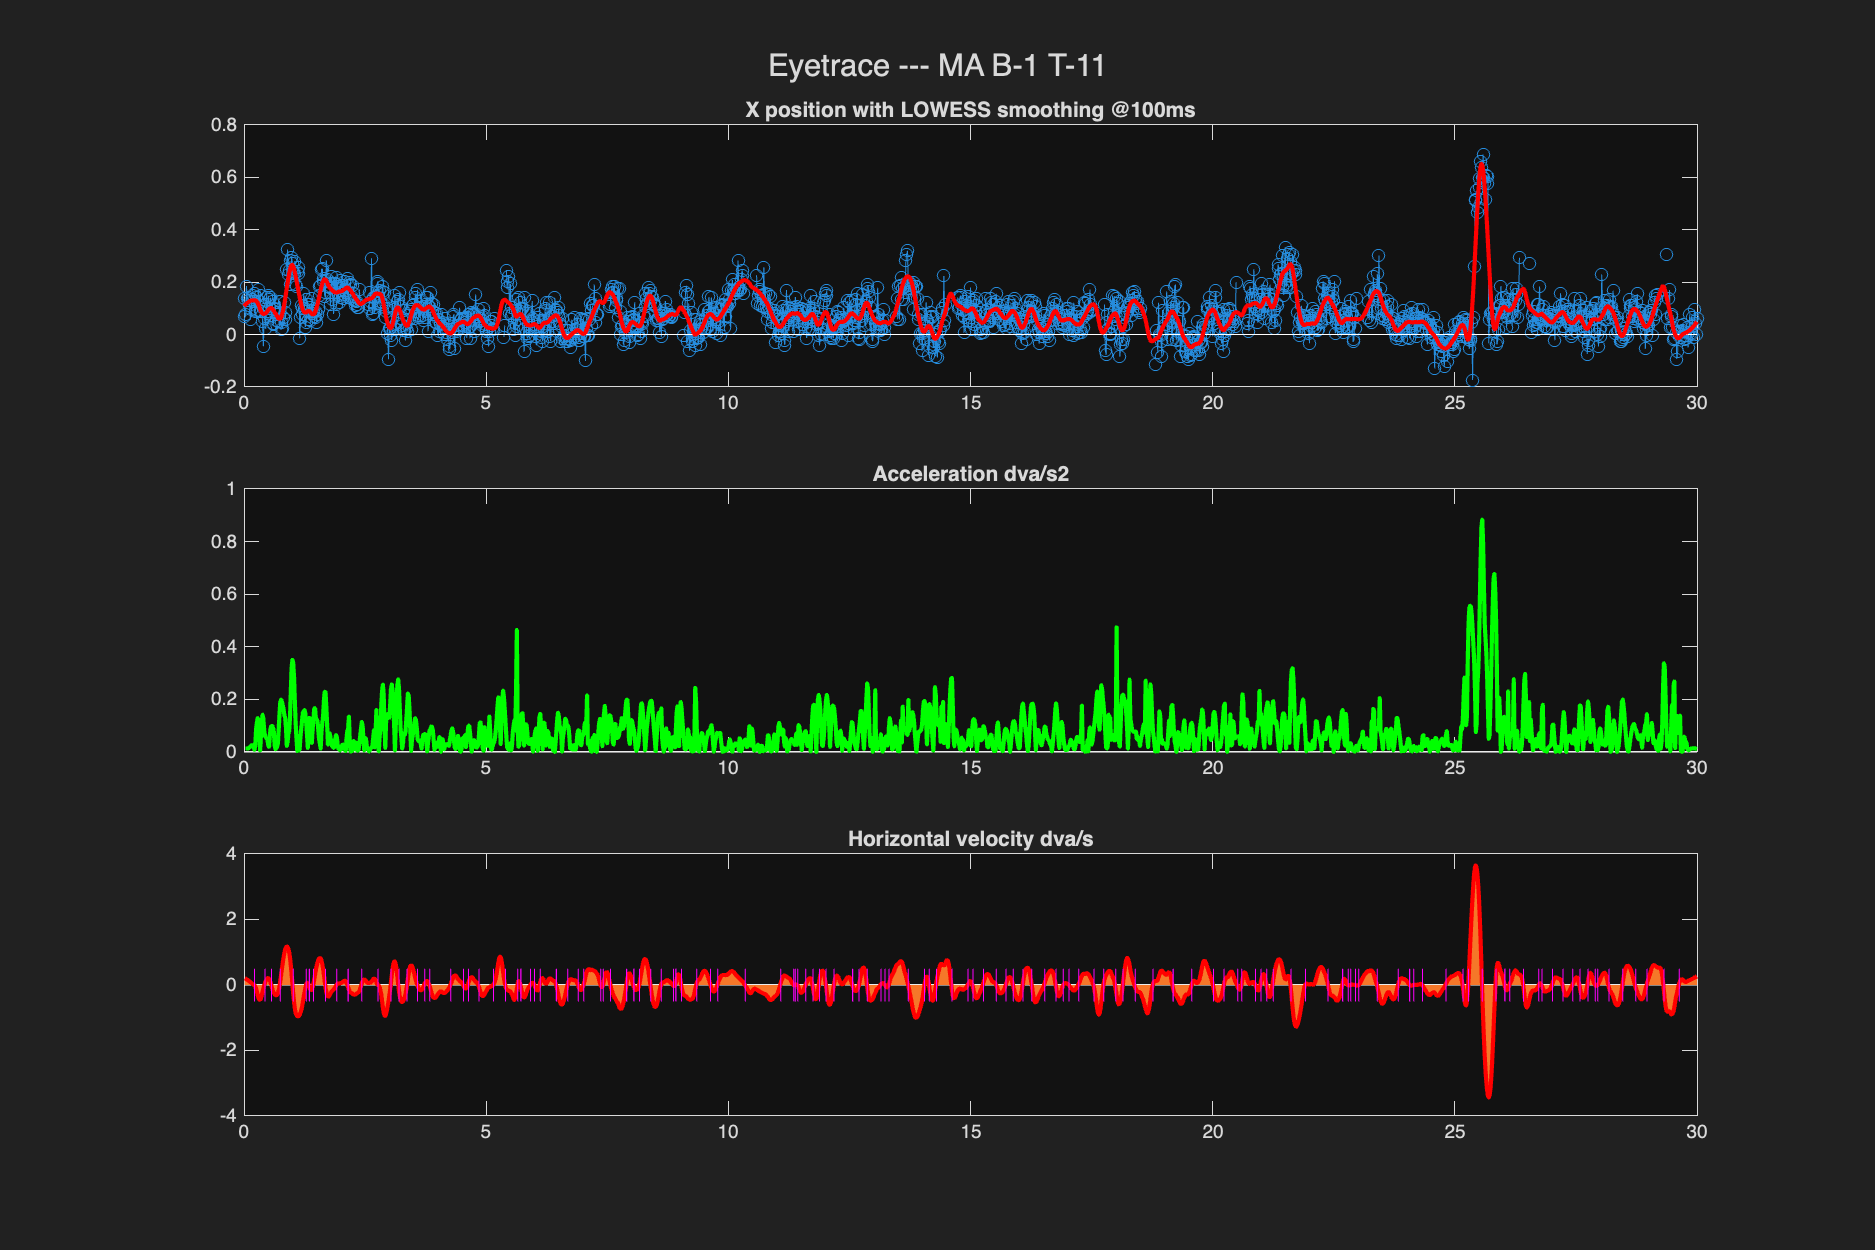 Eyetrace --- MA B-1 T-11
X position with LOWESS smoothing @100ms
0.8
0.6
0.4
0.2
0
-0.2
0 5 10 15 20 25 30
Acceleration dva/s2
1
0.8
0.6
0.4
0.2
0
0 5 10 15 20 25 30
Horizontal velocity dva/s
4
2
0
-2
-4
0 5 10 15 20 25 30